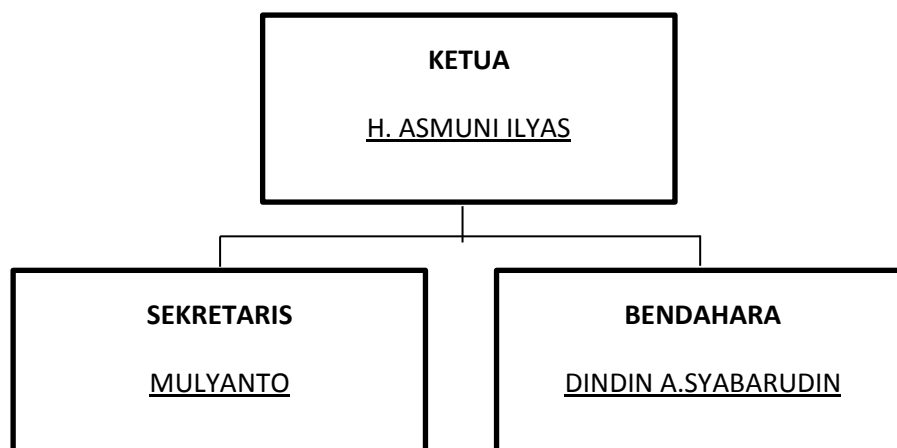 KETUA
H. ASMUNI ILYAS
SEKRETARIS
MULYANTO
BENDAHARA
DINDIN A.SYABARUDIN